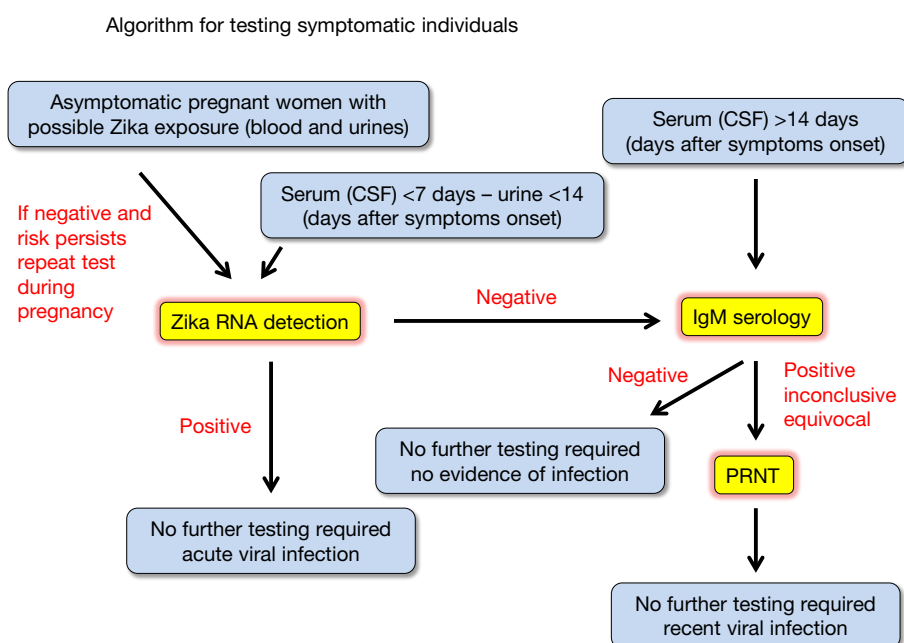 Algorithm for testing symptomatic individuals
Asymptomatic pregnant women with
possible Zika exposure (blood and urines)
Serum (CSF) >14 days
(days after symptoms onset)
Serum (CSF) <7 days – urine <14
(days after symptoms onset)
If negative and
risk persists
repeat test
during
pregnancy
Zika RNA detection
Negative
IgM serology
Positive
Negative
Positive
inconclusive
equivocal
No further testing required
no evidence of infection
PRNT
No further testing required
acute viral infection
No further testing required
recent viral infection